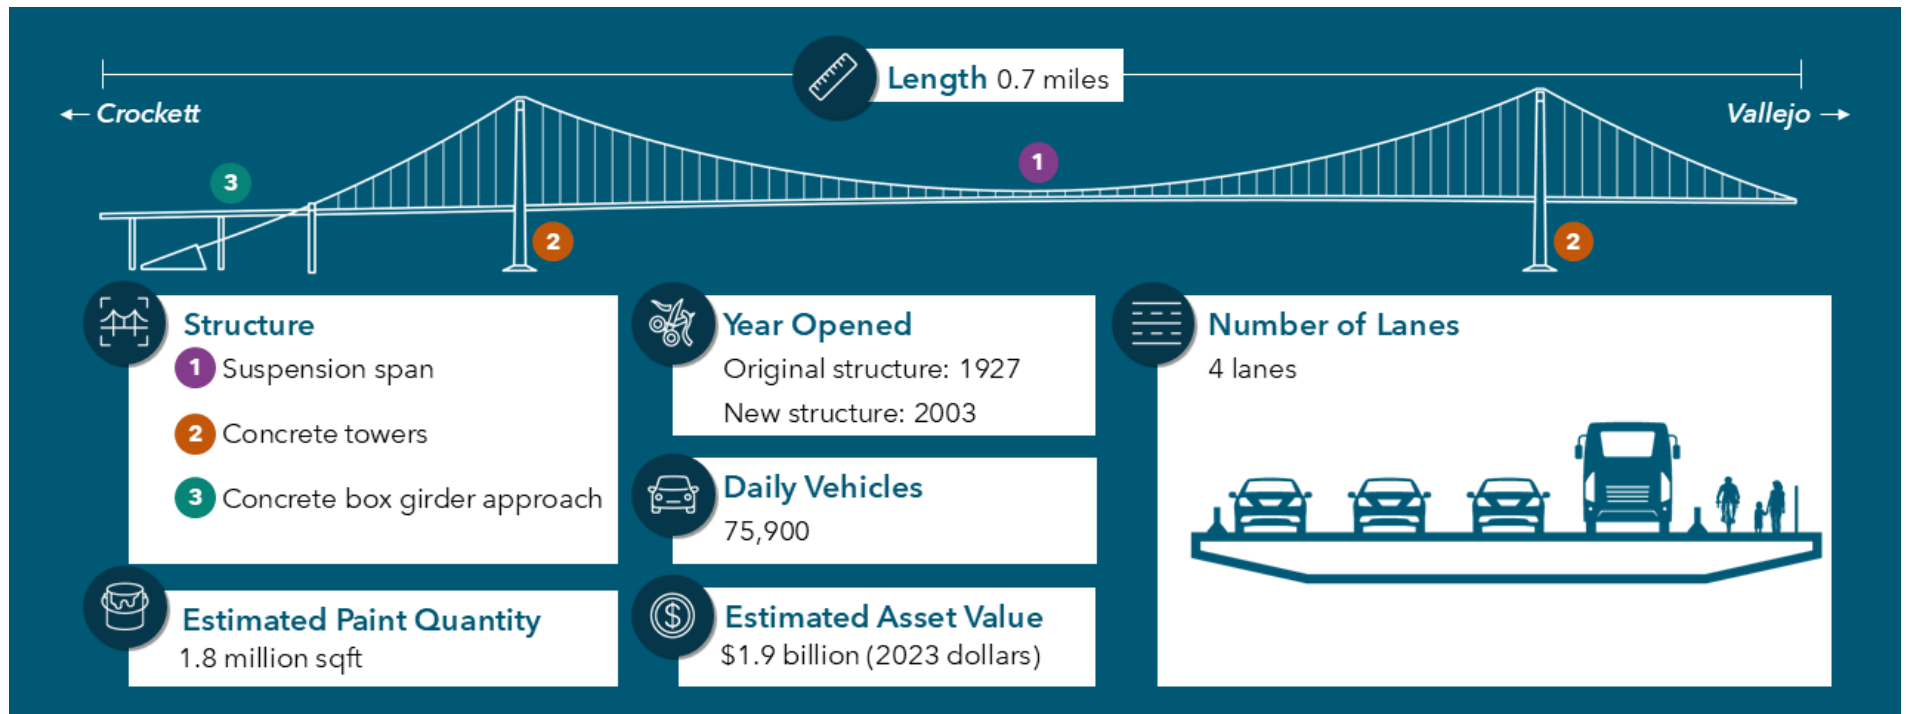 Length 0.7 miles
← Crockett
Vallejo →
1
3
2
2
Structure
1 Suspension span
2 Concrete towers
3 Concrete box girder approach
Estimated Paint Quantity
1.8 million sqft
Year Opened
Original structure: 1927
New structure: 2003
Daily Vehicles
75,900
Estimated Asset Value
$1.9 billion (2023 dollars)
Number of Lanes
4 lanes